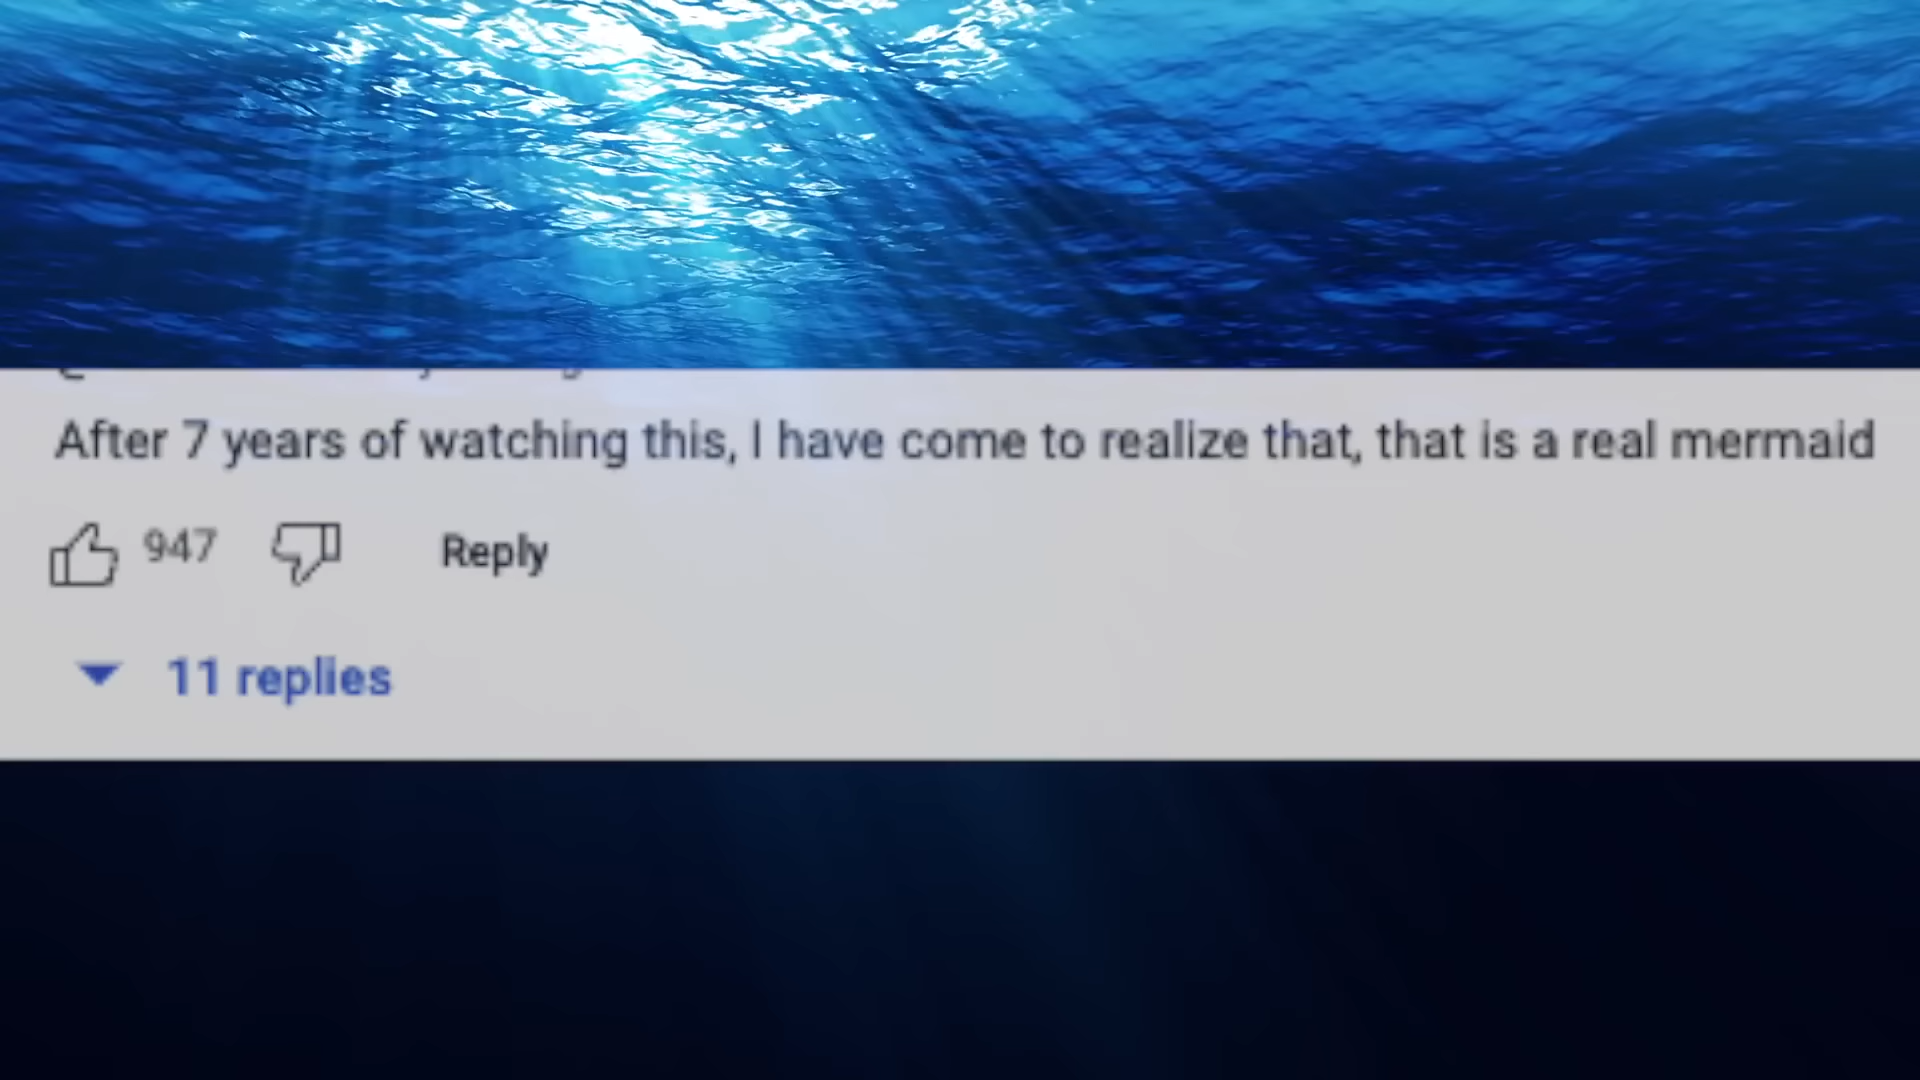 After 7 years of watching this, I have come to realize that, that is a real mermaid
947
Reply
11 replies